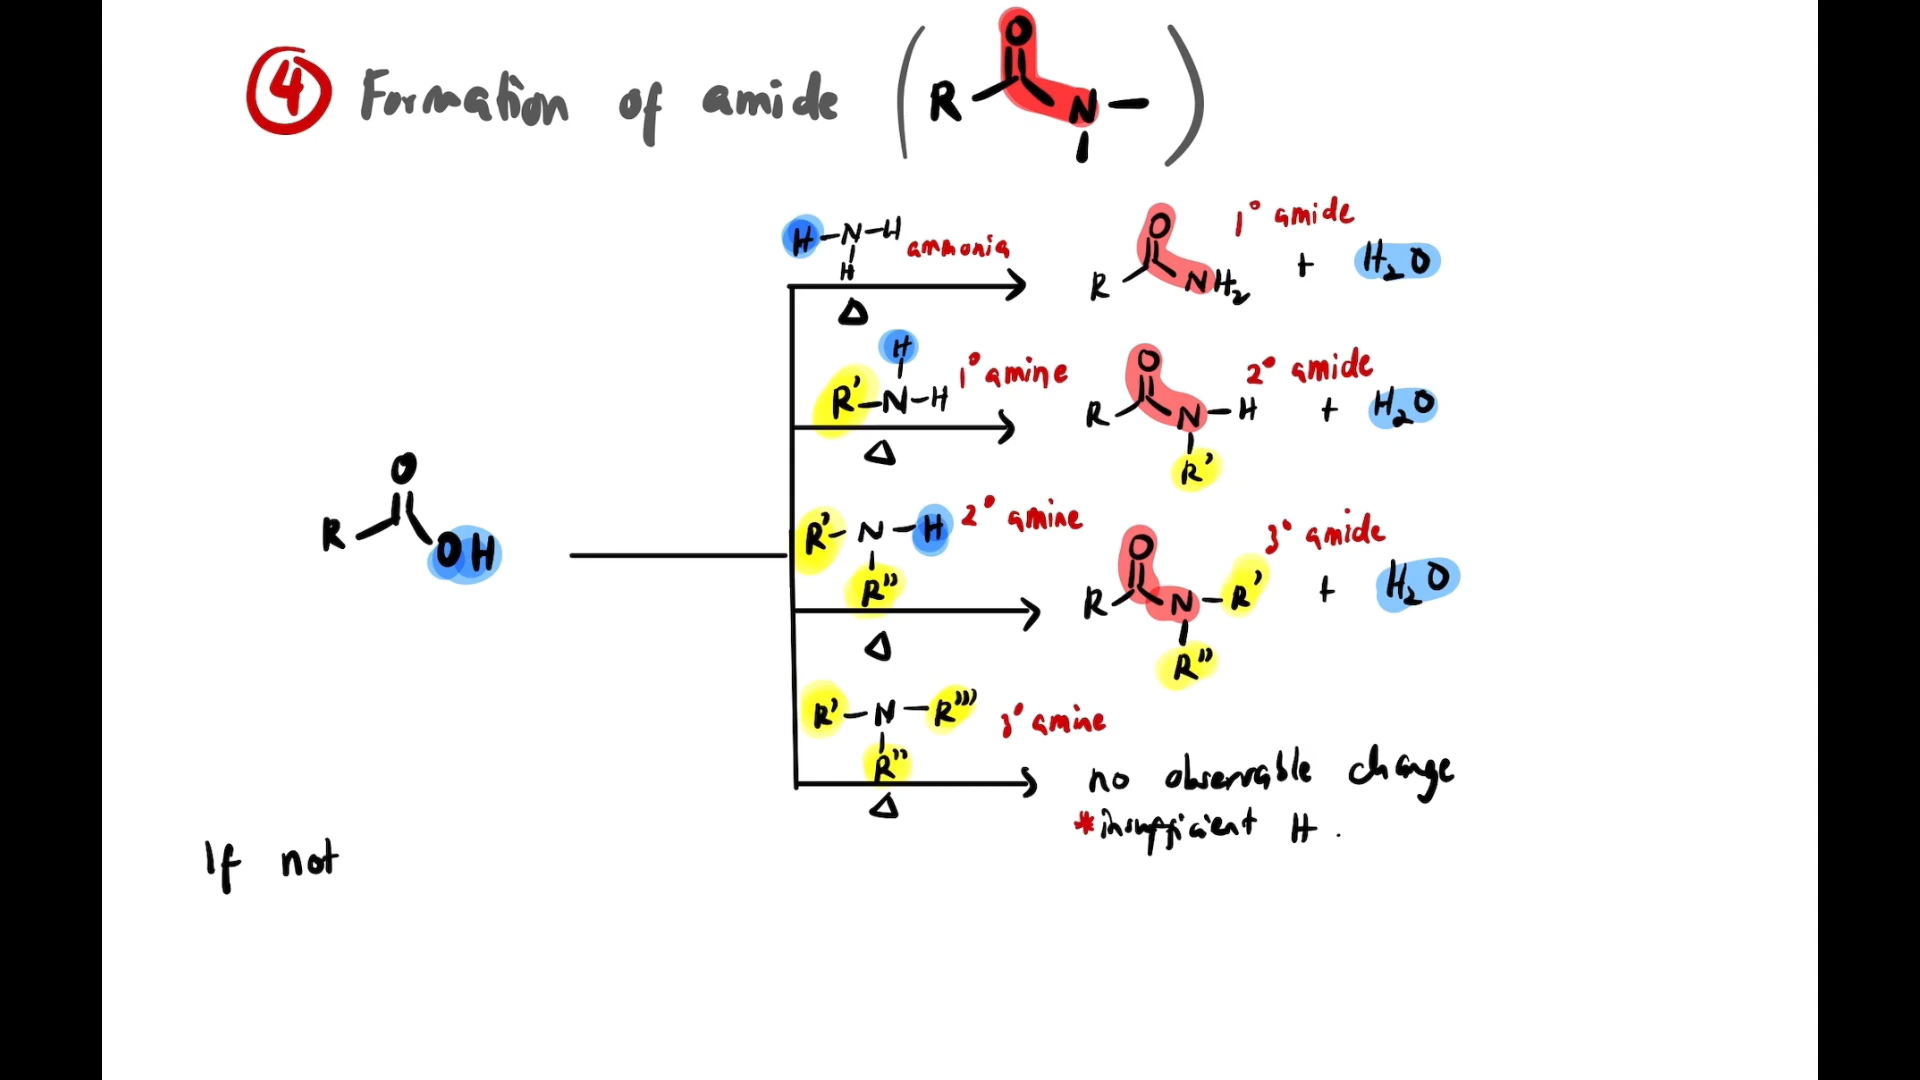 4 Formation of amide ( R O N )
H-N-H ammonia
H
Δ
R O NH2 1° amide + H2O
H
R'-N-H 1° amine
Δ
R O N-H 2° amide + H2O
R'
R'-N-H 2° amine
R''
Δ
R O N-R' 3° amide + H2O
R''
R O OH
R'-N-R''' 3° amine
R''
Δ
no observable change
*insufficient H.
If not